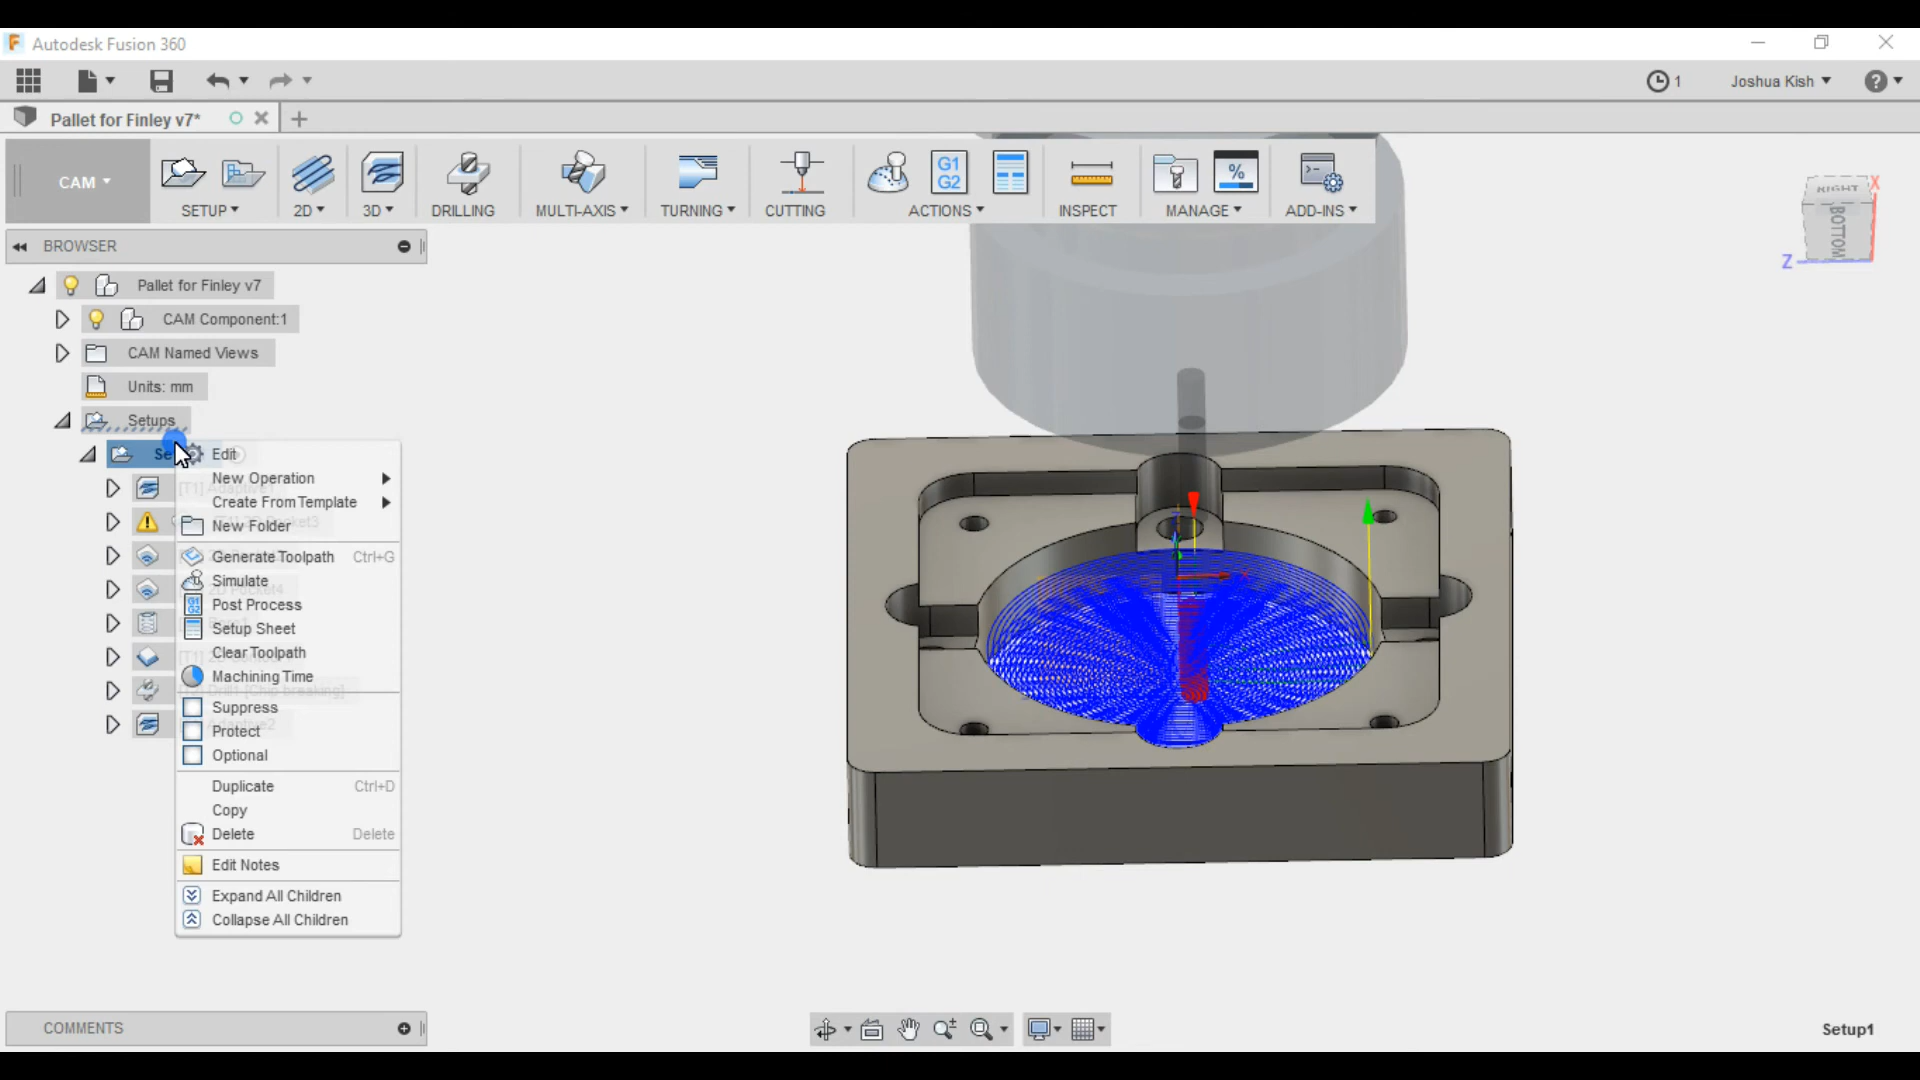 Autodesk Fusion 360
1
Joshua Kish
Pallet for Finley v7*
CAM
SETUP
2D
3D
DRILLING
MULTI-AXIS
TURNING
CUTTING
G1
G2
ACTIONS
INSPECT
%
MANAGE
ADD-INS
RIGHT
BOTTOM
X
Z
BROWSER
Pallet for Finley v7
CAM Component:1
CAM Named Views
Units: mm
Setups
Edit
New Operation
Create From Template
New Folder
Generate Toolpath Ctrl+G
Simulate
Post Process
Setup Sheet
Clear Toolpath
Machining Time
Suppress
Protect
Optional
Duplicate Ctrl+D
Copy
Delete Delete
Edit Notes
Expand All Children
Collapse All Children
COMMENTS
Setup1